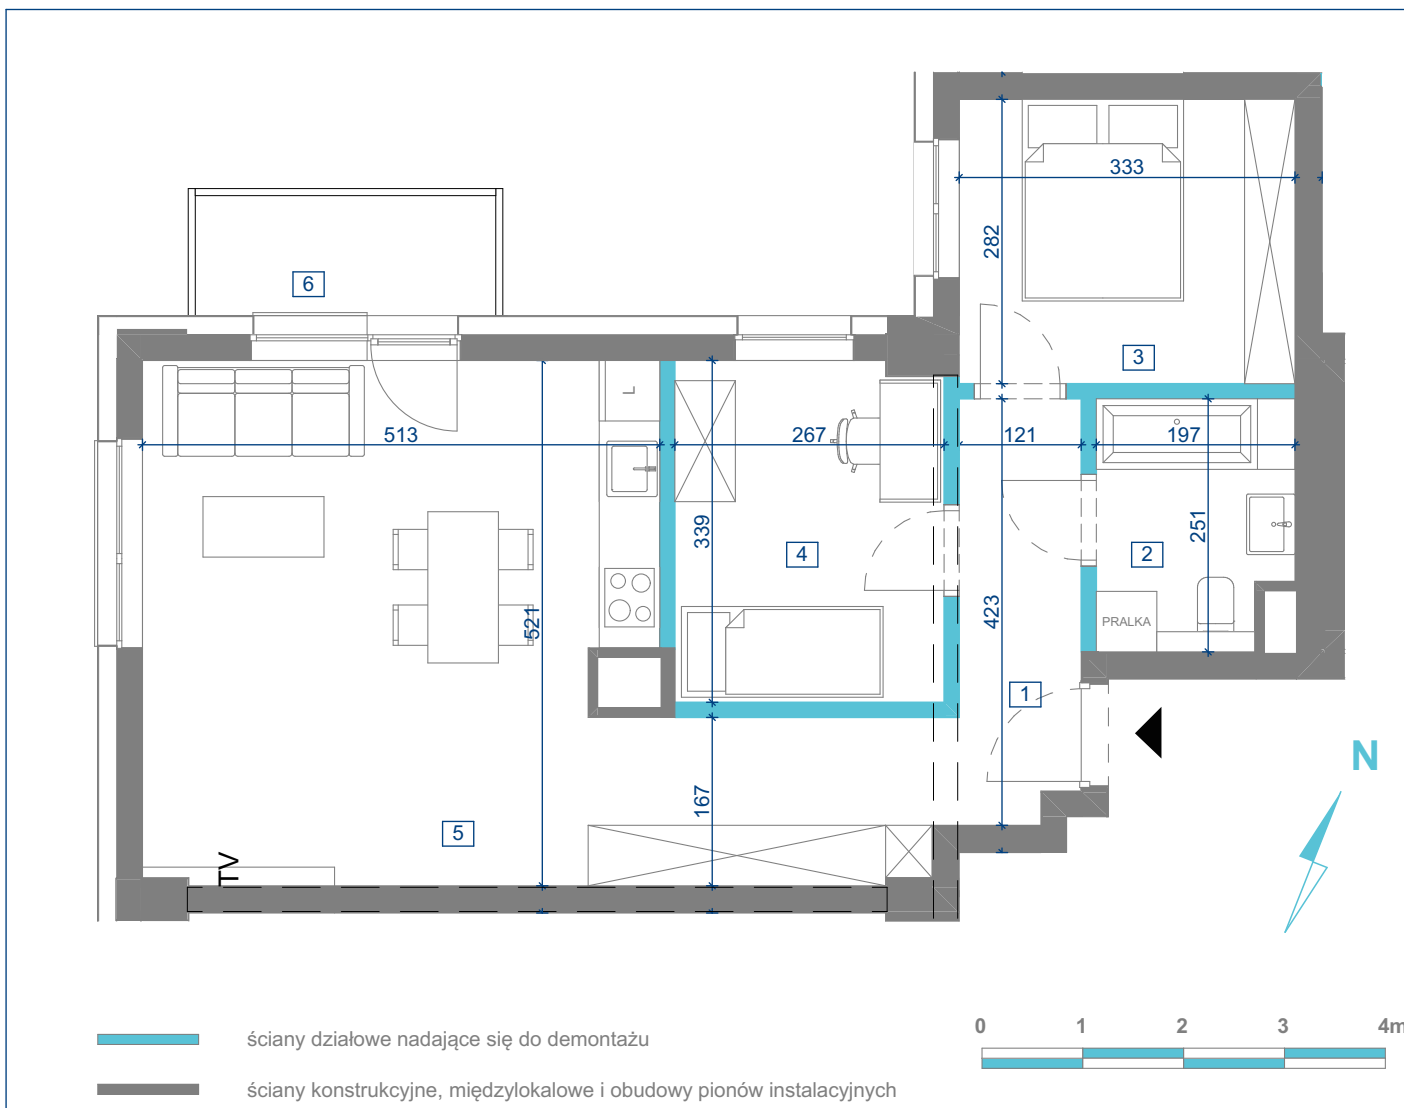 333
282
6
3
L
513
267
121
197
339
251
4
2
521
423
PRALKA
1
N
167
5
TV
0 1 2 3 4m
ściany działowe nadające się do demontażu
ściany konstrukcyjne, międzylokalowe i obudowy pionów instalacyjnych